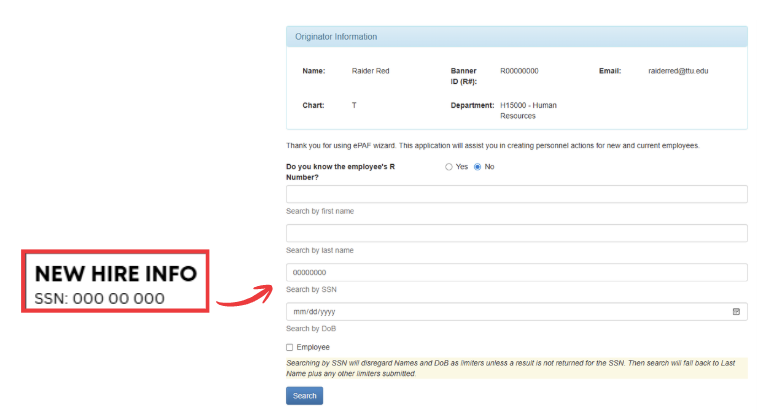 Originator Information
Name: Raider Red Banner ID (R#): R00000000 Email: raiderred@ttu.edu
Chart: T Department: H15000 - Human Resources
Thank you for using ePAF wizard. This application will assist you in creating personnel actions for new and current employees.
Do you know the employee's R Number? Yes No
Search by first name
Search by last name
NEW HIRE INFO
SSN: 000 00 000
00000000
Search by SSN
mm/dd/yyyy
Search by DoB
Employee
Searching by SSN will disregard Names and DoB as limiters unless a result is not returned for the SSN. Then search will fall back to Last
Name plus any other limiters submitted.
Search